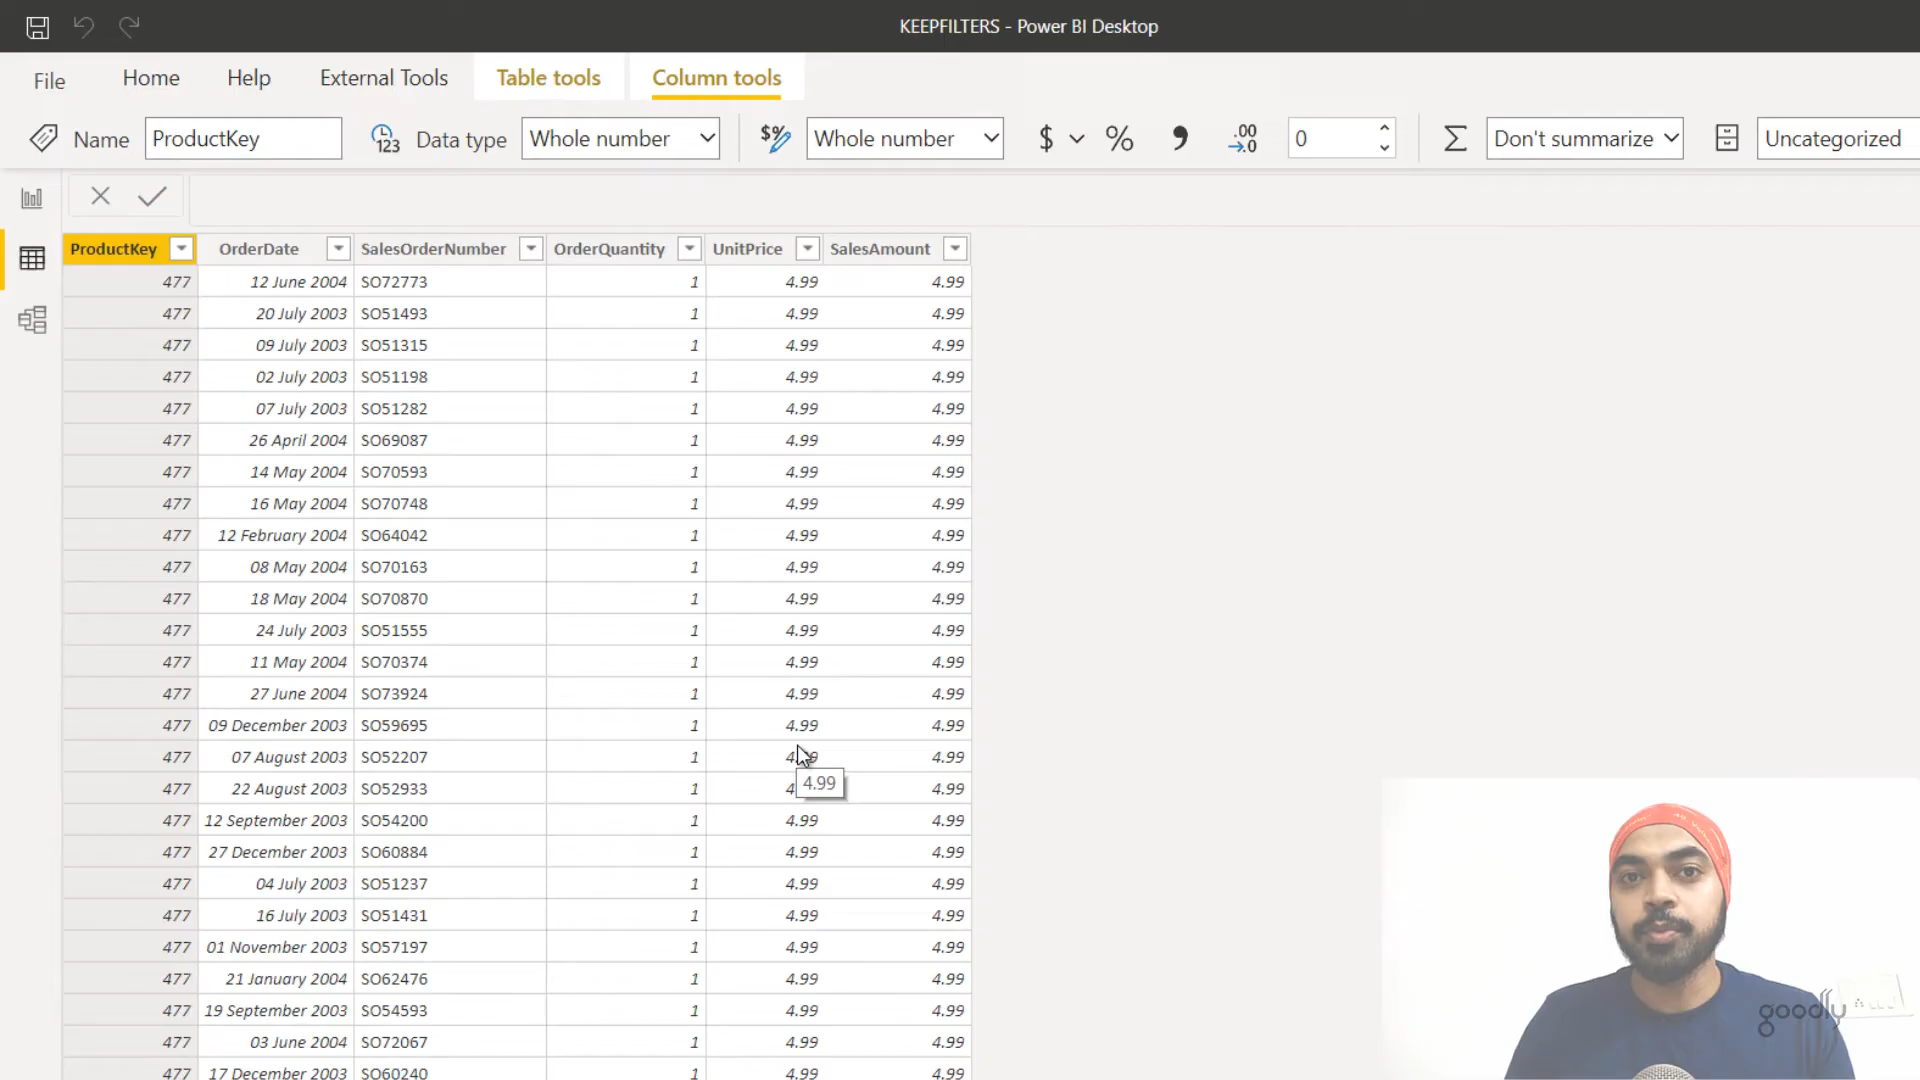 KEEPFILTERS - Power BI Desktop
File Home Help External Tools Table tools Column tools
Name ProductKey 123 Data type Whole number $% Whole number $ % , .00 .0 0 Σ Don't summarize Uncategorized
ProductKey OrderDate SalesOrderNumber OrderQuantity UnitPrice SalesAmount
477 12 June 2004 SO72773 1 4.99 4.99
477 20 July 2003 SO51493 1 4.99 4.99
477 09 July 2003 SO51315 1 4.99 4.99
477 02 July 2003 SO51198 1 4.99 4.99
477 07 July 2003 SO51282 1 4.99 4.99
477 26 April 2004 SO69087 1 4.99 4.99
477 14 May 2004 SO70593 1 4.99 4.99
477 16 May 2004 SO70748 1 4.99 4.99
477 12 February 2004 SO64042 1 4.99 4.99
477 08 May 2004 SO70163 1 4.99 4.99
477 18 May 2004 SO70870 1 4.99 4.99
477 24 July 2003 SO51555 1 4.99 4.99
477 11 May 2004 SO70374 1 4.99 4.99
477 27 June 2004 SO73924 1 4.99 4.99
477 09 December 2003 SO59695 1 4.99 4.99
477 07 August 2003 SO52207 1 4.99 4.99
4.99
477 22 August 2003 SO52933 1 4 4.99
477 12 September 2003 SO54200 1 4.99 4.99
477 27 December 2003 SO60884 1 4.99 4.99
477 04 July 2003 SO51237 1 4.99 4.99
477 16 July 2003 SO51431 1 4.99 4.99
477 01 November 2003 SO57197 1 4.99 4.99
477 21 January 2004 SO62476 1 4.99 4.99
477 19 September 2003 SO54593 1 4.99 4.99
477 03 June 2004 SO72067 1 4.99 4.99
477 17 December 2003 SO60240 1 4.99 4.99
goodly